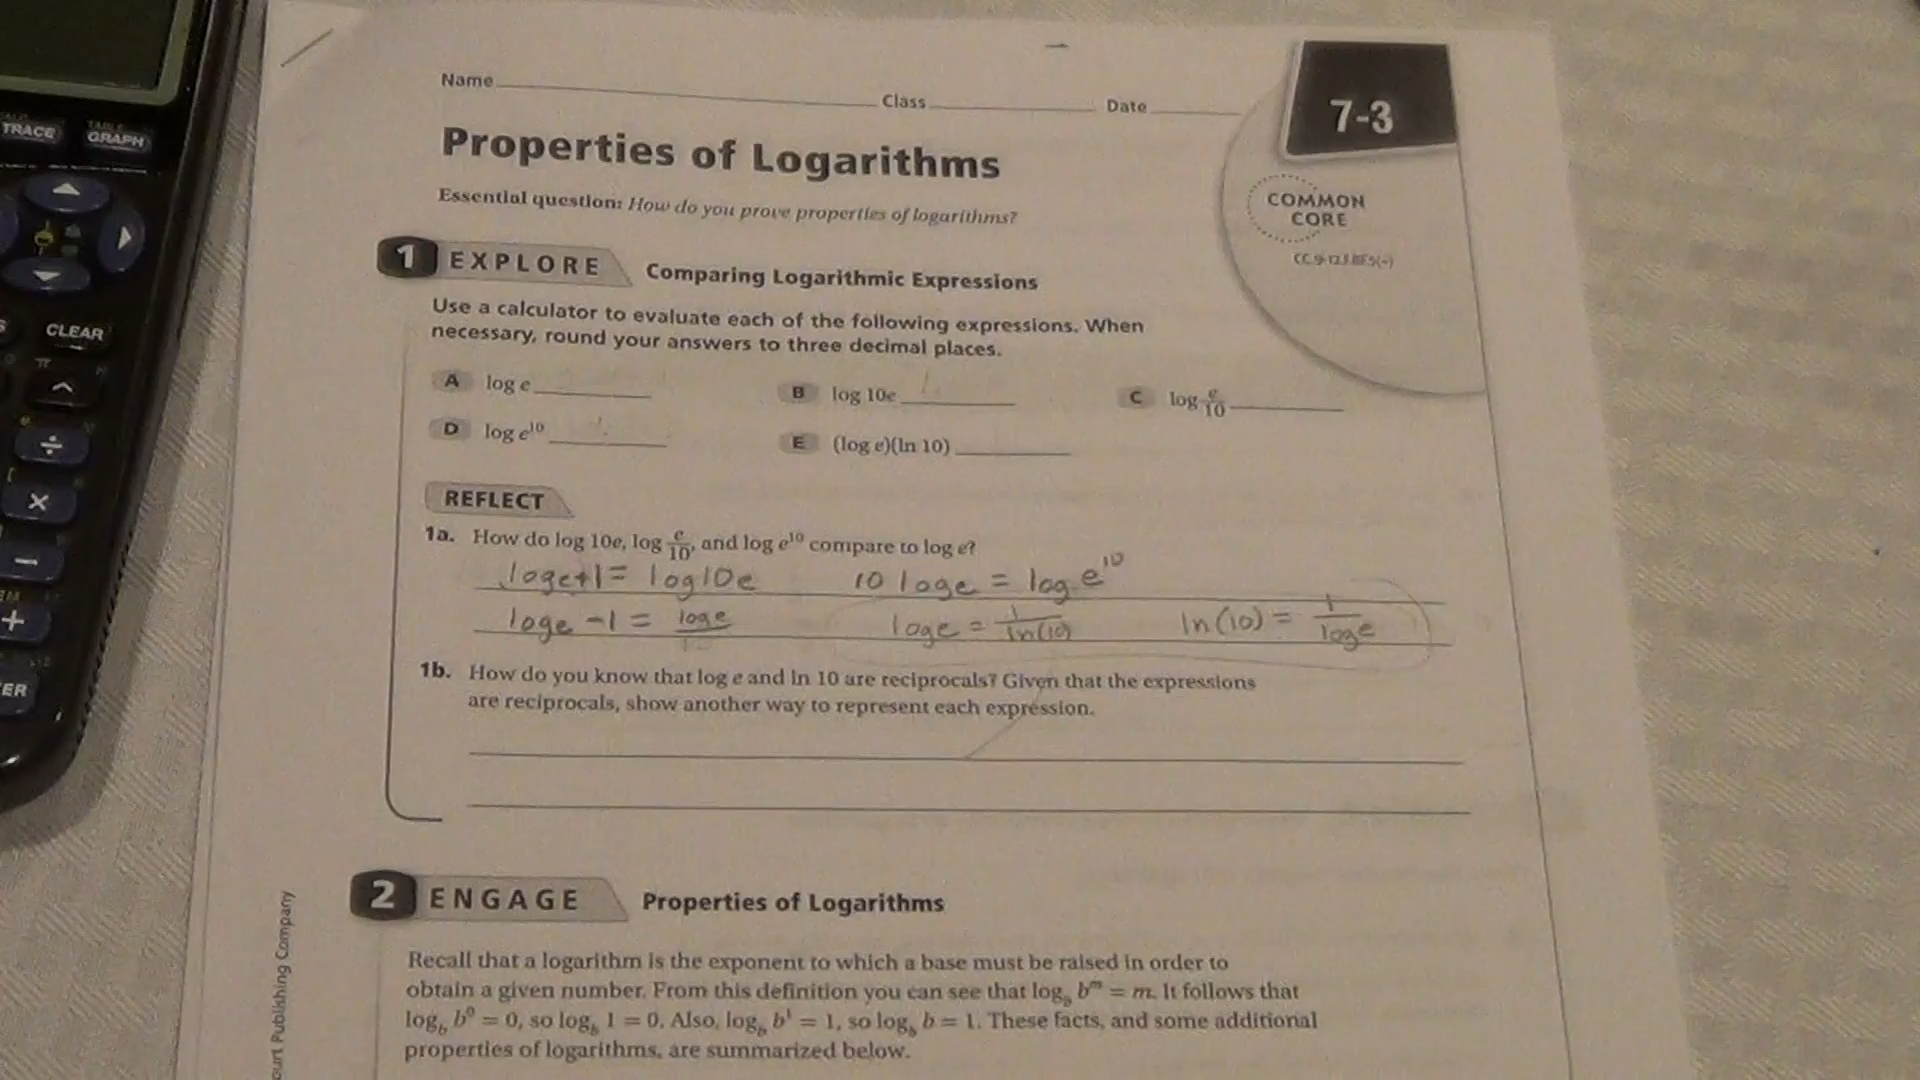 TRACE
GRAPH
CLEAR
Name
Class
Date
7-3
Properties of Logarithms
Essential question: How do you prove properties of logarithms?
COMMON
CORE
1 EXPLORE Comparing Logarithmic Expressions
Use a calculator to evaluate each of the following expressions. When
necessary, round your answers to three decimal places.
A log e
B log 10e
C log e/10
D log e¹⁰
E (log e)(ln 10)
REFLECT
1a. How do log 10e, log e/10, and log e¹⁰ compare to log e?
loge+1 = log10e 10 loge = log e¹⁰
loge -1 = loge/10 loge = 1/ln(10) ln(10) = 1/loge
1b. How do you know that log e and ln 10 are reciprocals? Given that the expressions
are reciprocals, show another way to represent each expression.
2 ENGAGE Properties of Logarithms
Recall that a logarithm is the exponent to which a base must be raised in order to
obtain a given number. From this definition you can see that log_b bᵐ = m. It follows that
log_b b⁰ = 0, so log_b 1 = 0. Also, log_b b¹ = 1, so log_b b = 1. These facts, and some additional
properties of logarithms, are summarized below.
Publishing Company